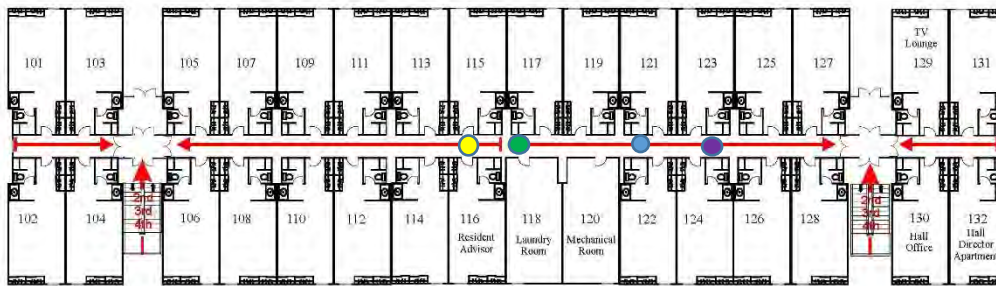 TV
Lounge
101 103 105 107 109 111 113 115 117 119 121 123 125 127 129 131
2nd
3rd
4th
2nd
3rd
4th
102 104 106 108 110 112 114 116 118 120 122 124 126 128 130 132
Resident
Advisor
Laundry
Room
Mechanical
Room
Hall
Office
Hall
Director
Apartment